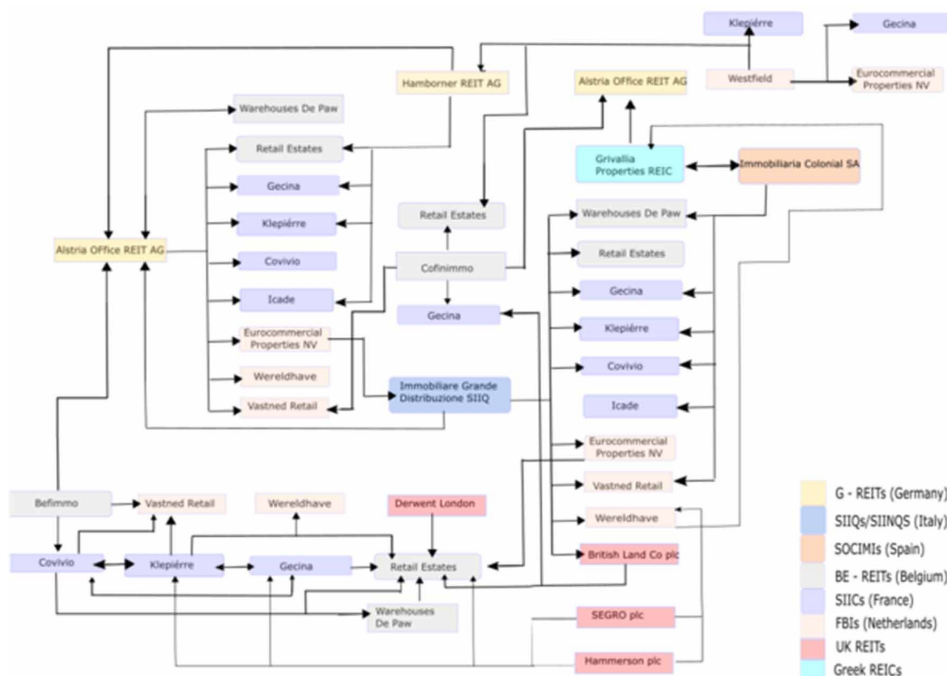 Klepiérre
Gecina
Hamborner REIT AG
Alstria Office REIT AG
Westfield
Eurocommercial
Properties NV
Warehouses De Paw
Retail Estates
Grivallia
Properties REIC
Immobiliaria Colonial SA
Gecina
Retail Estates
Warehouses De Paw
Klepiérre
Alstria OFfice REIT AG
Retail Estates
Covivio
Cofinimmo
Gecina
Icade
Gecina
Klepiérre
Eurocommercial
Properties NV
Covivio
Wereldhave
Immobiliare Grande
Distribuzione SIIQ
Vastned Retail
Icade
Eurocommercial
Properties NV
Befimmo
Vastned Retail
Wereldhave
Derwent London
Vastned Retail
Wereldhave
Covivio
Klepiérre
Gecina
Retail Estates
British Land Co plc
Warehouses
De Paw
SEGRO plc
Hammerson plc
G - REITs (Germany)
SIIQs/SIINQS (Italy)
SOCIMIs (Spain)
BE - REITs (Belgium)
SIICs (France)
FBIs (Netherlands)
UK REITs
Greek REICs